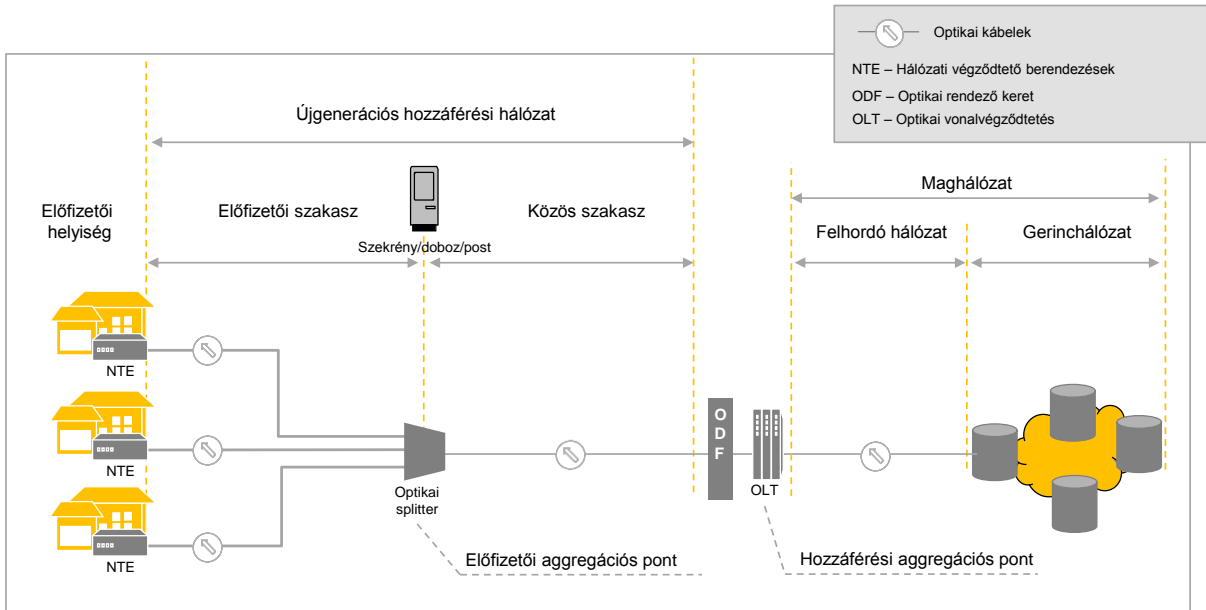 Optikai kábelek
NTE – Hálózati végződtető berendezések
ODF – Optikai rendező keret
OLT – Optikai vonalvégződtetés
Újgenerációs hozzáférési hálózat
Maghálózat
Előfizetői
helyiség
Előfizetői szakasz
Közös szakasz
Felhordó hálózat
Gerinchálózat
Szekrény/doboz/post
NTE
NTE
NTE
Optikai
splitter
O
D
F
OLT
Előfizetői aggregációs pont
Hozzáférési aggregációs pont